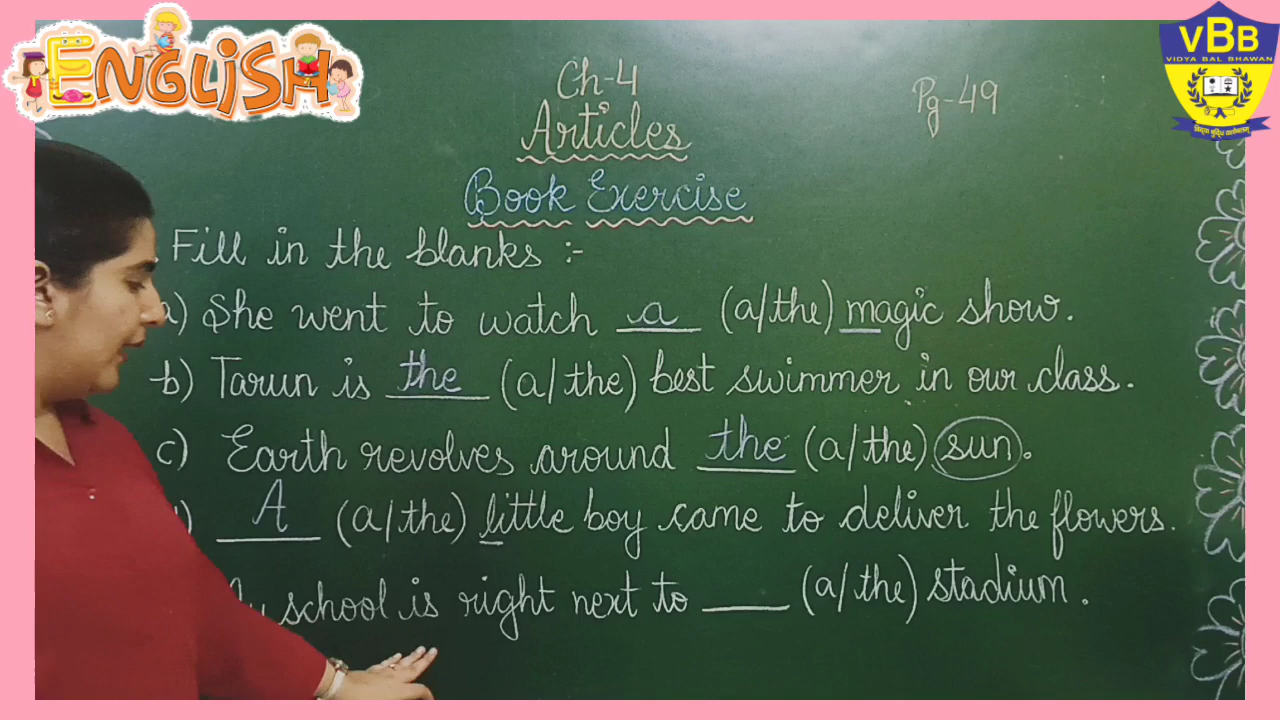 ENGLISH
VBB
VIDYA BAL BHAWAN
Ch-4
Pg-49
Articles
Book Exercise
Fill in the blanks :-
a) She went to watch a (a/the) magic show.
b) Tarun is the (a/the) best swimmer in our class.
c) Earth revolves around the (a/the) sun.
A (a/the) little boy came to deliver the flowers.
school is right next to ___ (a/the) stadium.